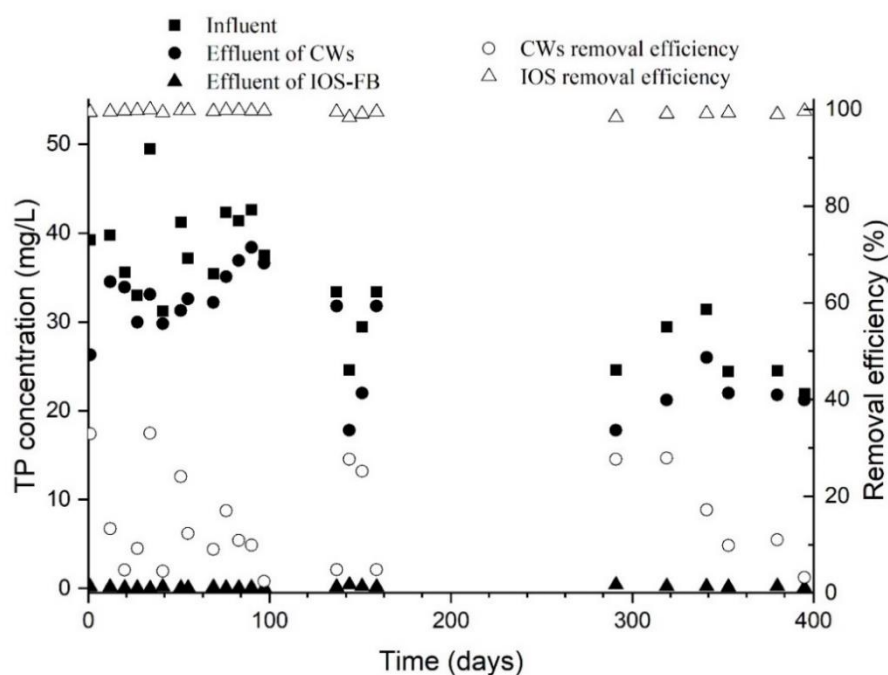 Influent
Effluent of CWs
Effluent of IOS-FB
CWs removal efficiency
IOS removal efficiency
TP concentration (mg/L)
50
40
30
20
10
0
Removal efficiency (%)
100
80
60
40
20
0
0 100 200 300 400
Time (days)